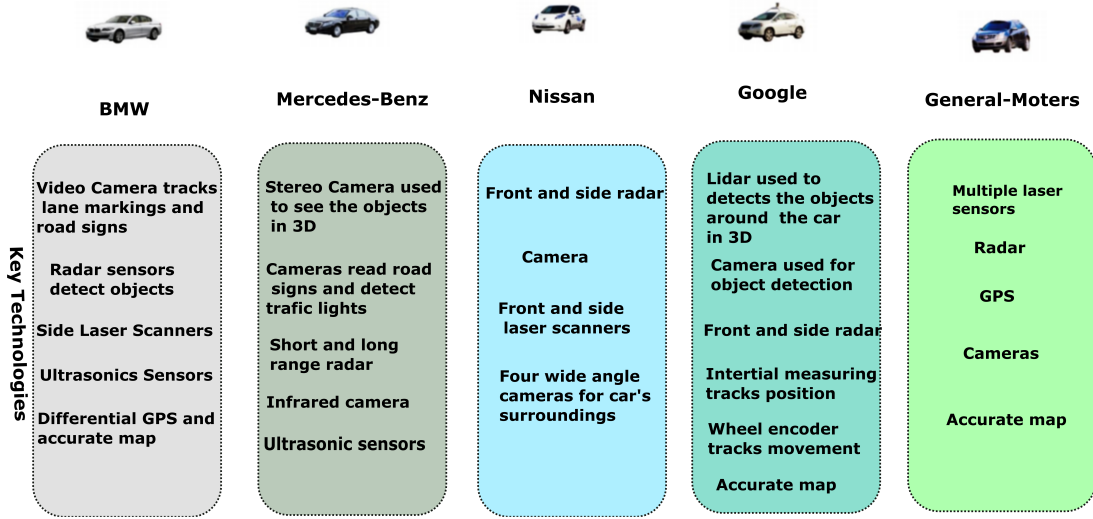 BMW
Mercedes-Benz
Nissan
Google
General-Moters
Key Technologies
Video Camera tracks
lane markings and
road signs
Radar sensors
detect objects
Side Laser Scanners
Ultrasonics Sensors
Differential GPS and
accurate map
Stereo Camera used
to see the objects
in 3D
Cameras read road
signs and detect
trafic lights
Short and long
range radar
Infrared camera
Ultrasonic sensors
Front and side radar
Camera
Front and side
laser scanners
Four wide angle
cameras for car's
surroundings
Lidar used to
detects the objects
around the car
in 3D
Camera used for
object detection
Front and side radar
Intertial measuring
tracks position
Wheel encoder
tracks movement
Accurate map
Multiple laser
sensors
Radar
GPS
Cameras
Accurate map